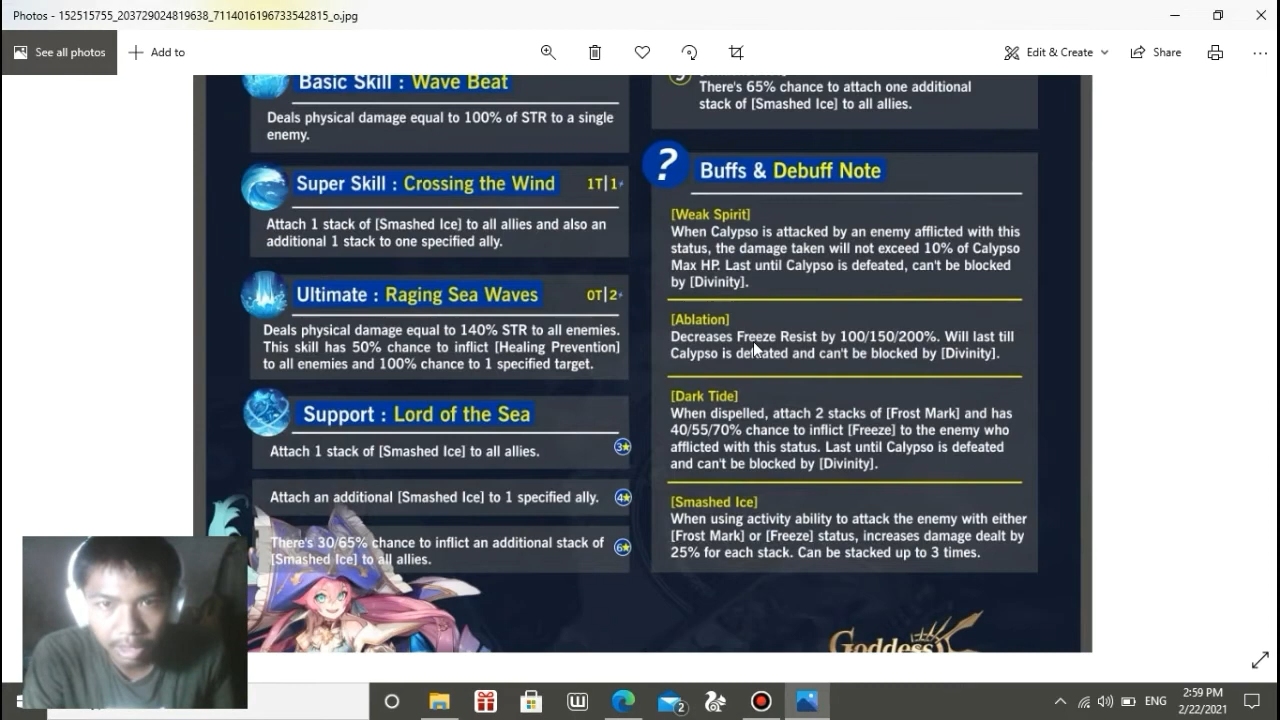 Photos - 152515755_203729024819638_7114016196733542815_o.jpg
See all photos
Add to
Edit & Create
Share
Basic Skill : Wave Beat
Deals physical damage equal to 100% of STR to a single
enemy.
Super Skill : Crossing the Wind
1T|1
Attach 1 stack of [Smashed Ice] to all allies and also an
additional 1 stack to one specified ally.
Ultimate : Raging Sea Waves
0T|2
Deals physical damage equal to 140% STR to all enemies.
This skill has 50% chance to inflict [Healing Prevention]
to all enemies and 100% chance to 1 specified target.
Support : Lord of the Sea
Attach 1 stack of [Smashed Ice] to all allies.
3★
Attach an additional [Smashed Ice] to 1 specified ally.
4★
There's 30/65% chance to inflict an additional stack of
[Smashed Ice] to all allies.
6★
There's 65% chance to attach one additional
stack of [Smashed Ice] to all allies.
?
Buffs & Debuff Note
[Weak Spirit]
When Calypso is attacked by an enemy afflicted with this
status, the damage taken will not exceed 10% of Calypso
Max HP. Last until Calypso is defeated, can't be blocked
by [Divinity].
[Ablation]
Decreases Freeze Resist by 100/150/200%. Will last till
Calypso is defeated and can't be blocked by [Divinity].
[Dark Tide]
When dispelled, attach 2 stacks of [Frost Mark] and has
40/55/70% chance to inflict [Freeze] to the enemy who
afflicted with this status. Last until Calypso is defeated
and can't be blocked by [Divinity].
[Smashed Ice]
When using activity ability to attack the enemy with either
[Frost Mark] or [Freeze] status, increases damage dealt by
25% for each stack. Can be stacked up to 3 times.
Goddess
W
2
ENG
2:59 PM
2/22/2021